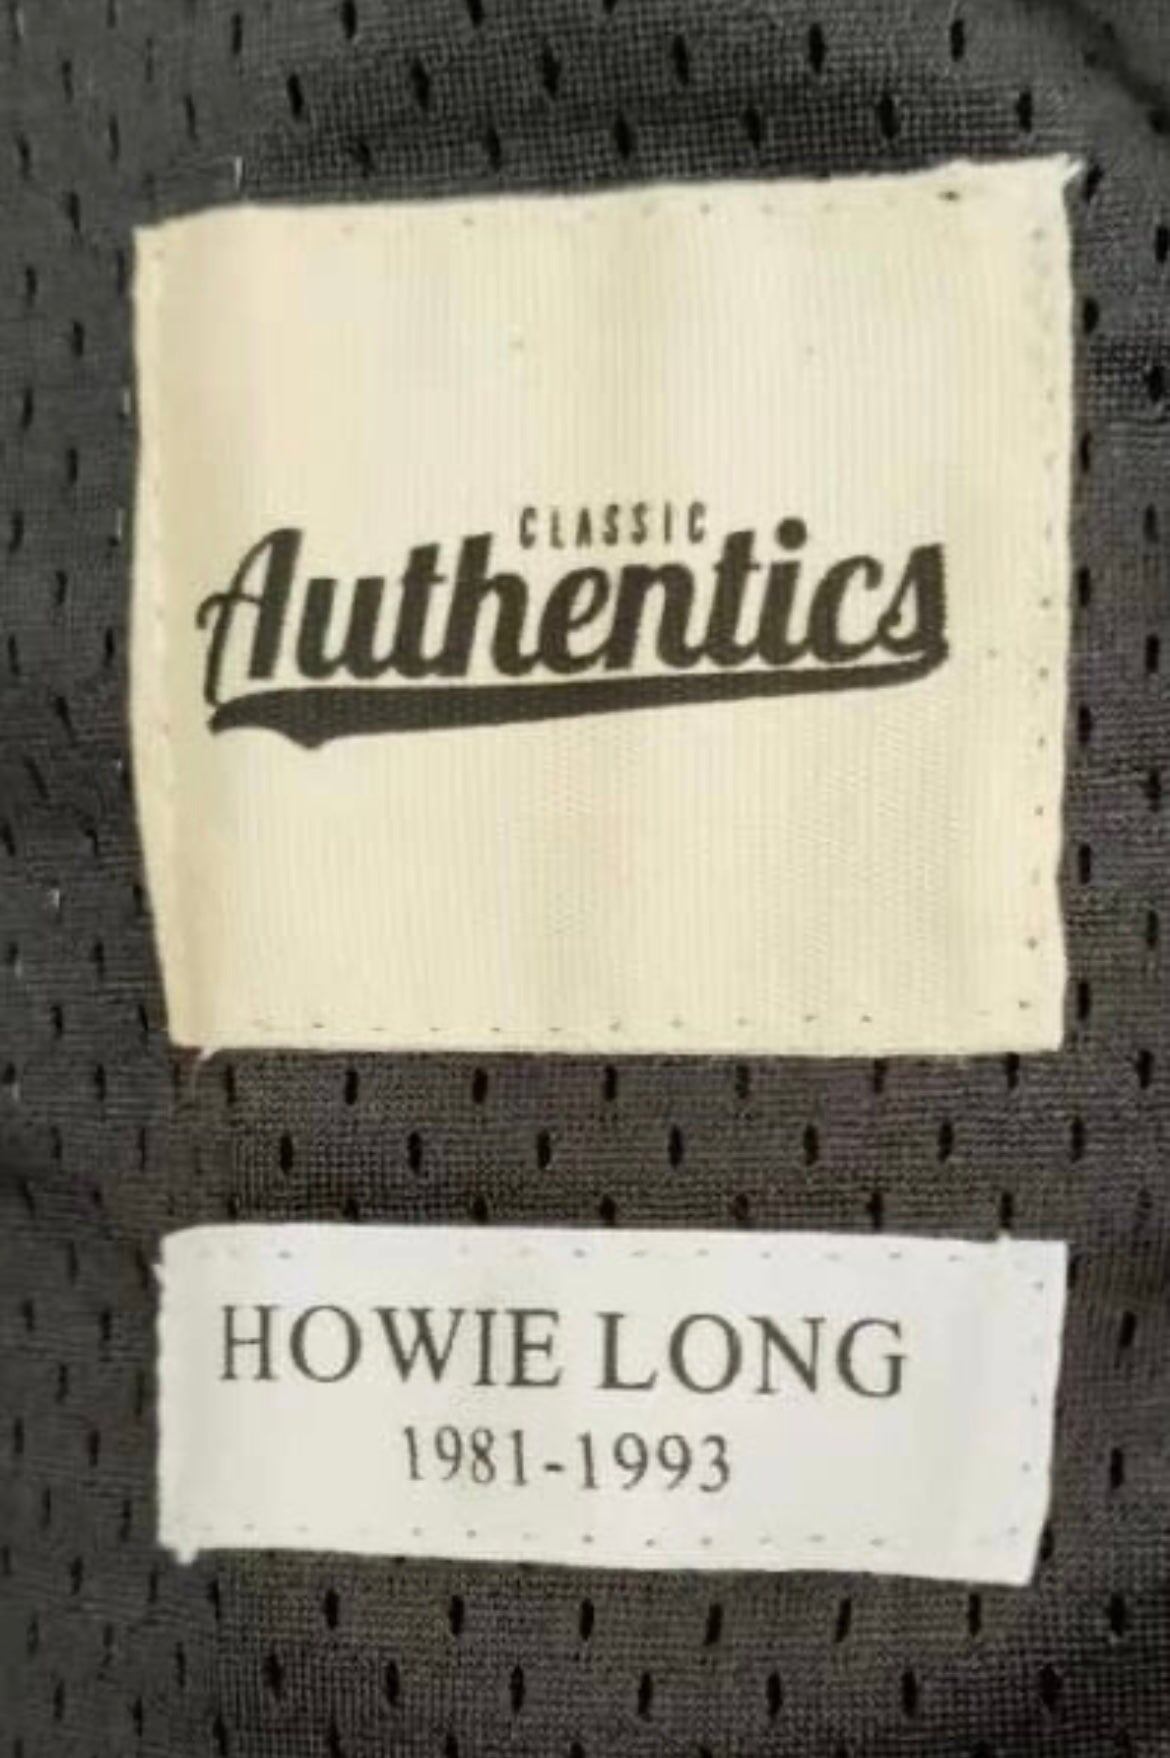 CLASSIC
Authentics
HOWIE LONG
1981-1993